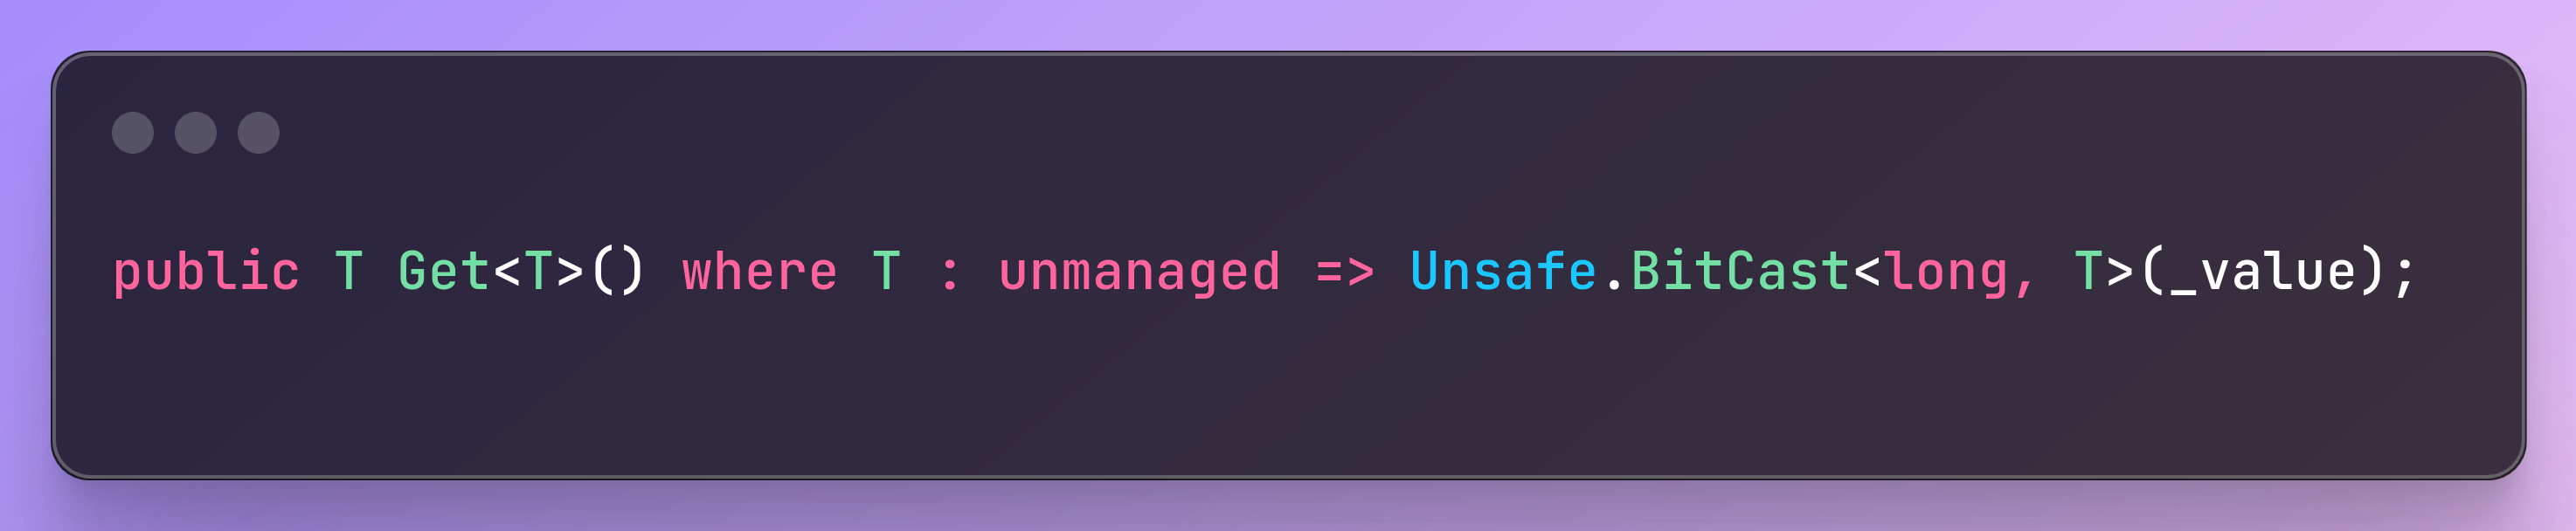 public T Get<T>() where T : unmanaged => Unsafe.BitCast<long, T>(_value);